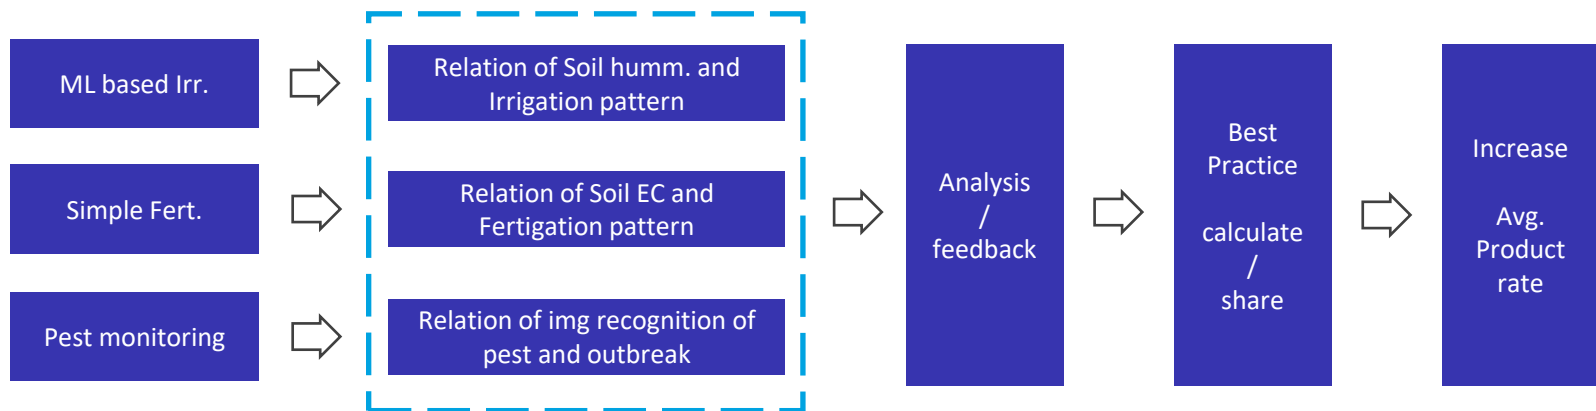 ML based Irr.
Relation of Soil humm. and
Irrigation pattern
Simple Fert.
Relation of Soil EC and
Fertigation pattern
Pest monitoring
Relation of img recognition of
pest and outbreak
Analysis
/
feedback
Best
Practice
calculate
/
share
Increase
Avg.
Product
rate